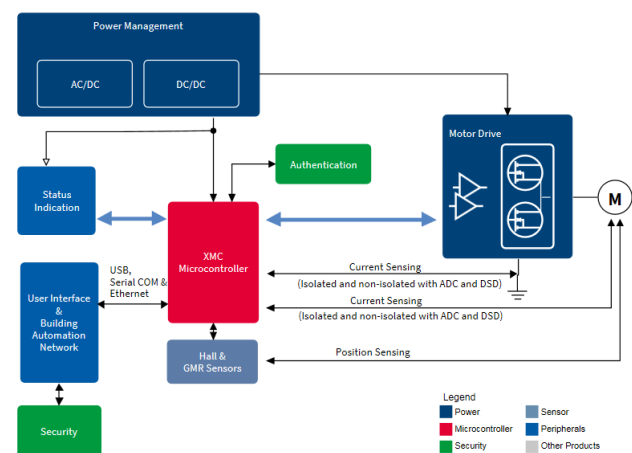 Power Management
AC/DC
DC/DC
Motor Drive
Authentication
Status
Indication
M
XMC
Microcontroller
USB,
Serial COM &
Ethernet
Current Sensing
(Isolated and non-isolated with ADC and DSD)
User Interface
&
Building
Automation
Network
Current Sensing
(Isolated and non-isolated with ADC and DSD)
Hall &
GMR Sensors
Position Sensing
Security
Legend
Power
Sensor
Microcontroller
Peripherals
Security
Other Products